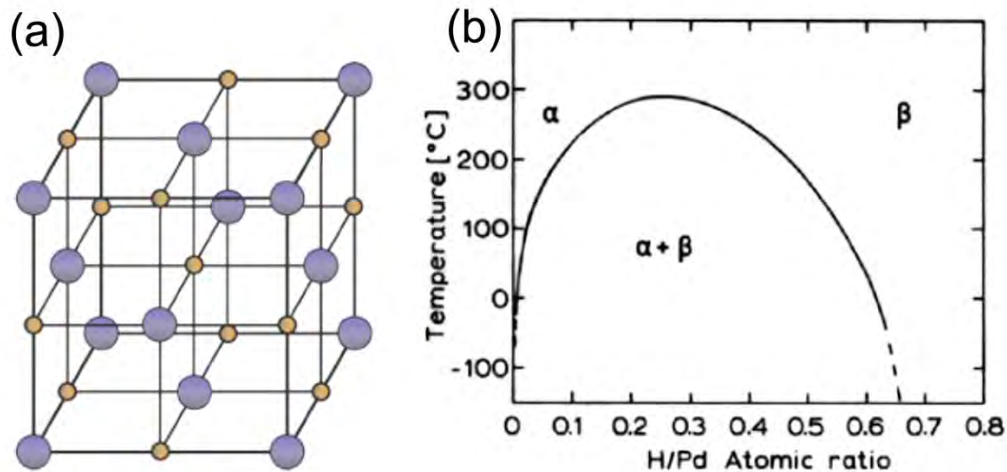 (a)
(b)
Temperature [°C]
300
200
100
0
-100
α
β
α + β
0 0.1 0.2 0.3 0.4 0.5 0.6 0.7 0.8
H/Pd Atomic ratio